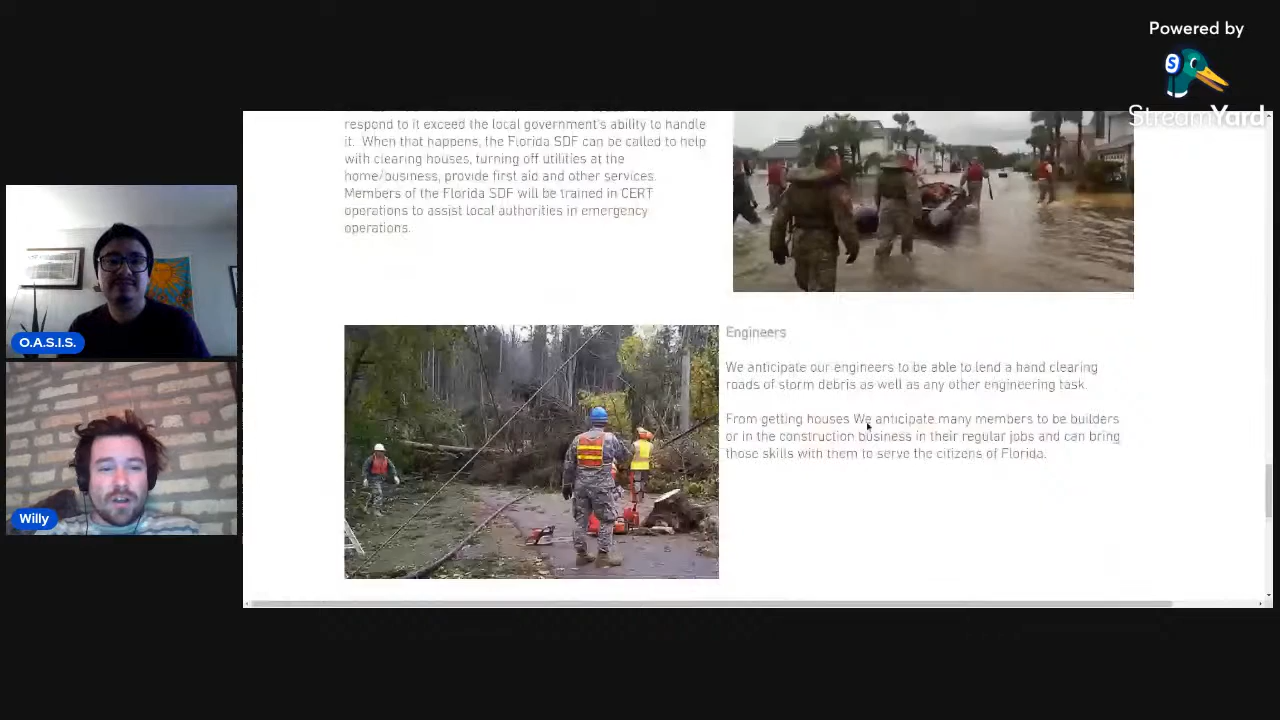 Powered by
StreamYard
respond to it exceed the local government's ability to handle
it. When that happens, the Florida SDF can be called to help
with clearing houses, turning off utilities at the
home/business, provide first aid and other services.
Members of the Florida SDF will be trained in CERT
operations to assist local authorities in emergency
operations.
Engineers
We anticipate our engineers to be able to lend a hand clearing
roads of storm debris as well as any other engineering task.
From getting houses We anticipate many members to be builders
or in the construction business in their regular jobs and can bring
those skills with them to serve the citizens of Florida.
O.A.S.I.S.
Willy